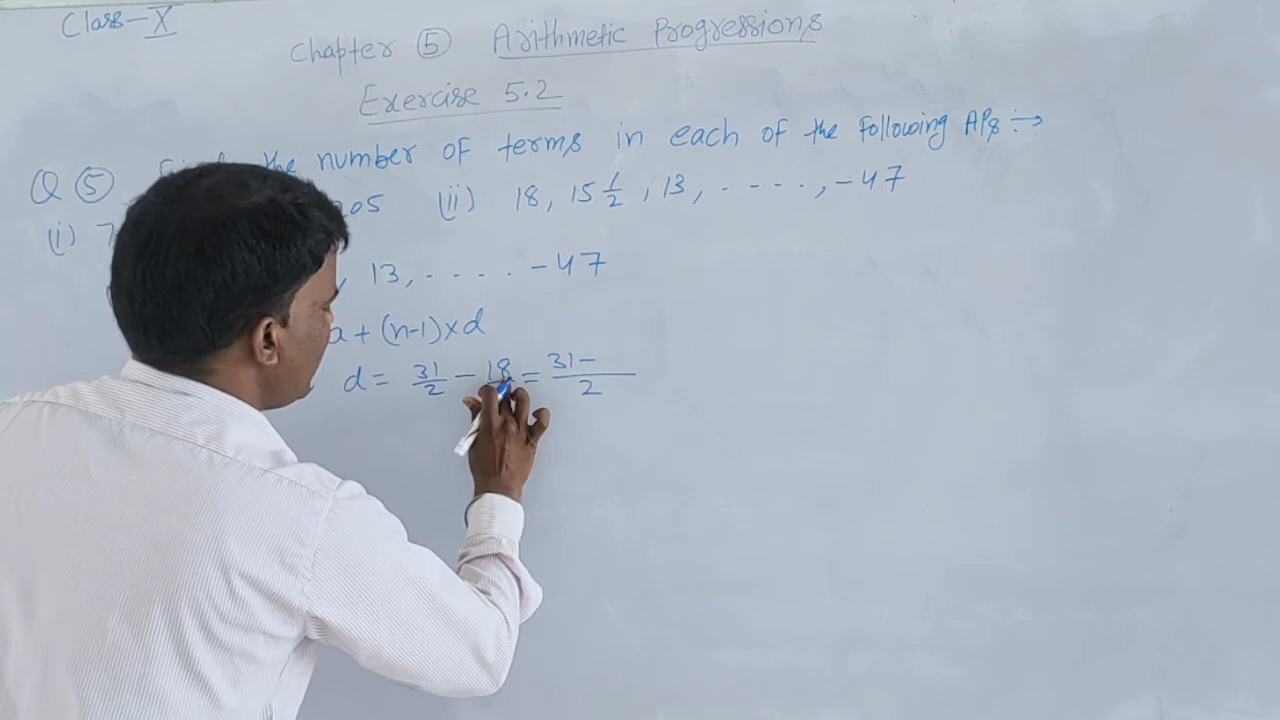 Class-X
Chapter ⑤ Arithmetic Progressions
Exercise 5.2
Q ⑤ the number of terms in each of the following APs :→
(i) 7 205 (ii) 18, 15 1/2, 13, - - - -, -47
, 13, - - - - -47
a + (n-1)×d
d = 31/2 - 18 = 31-/2